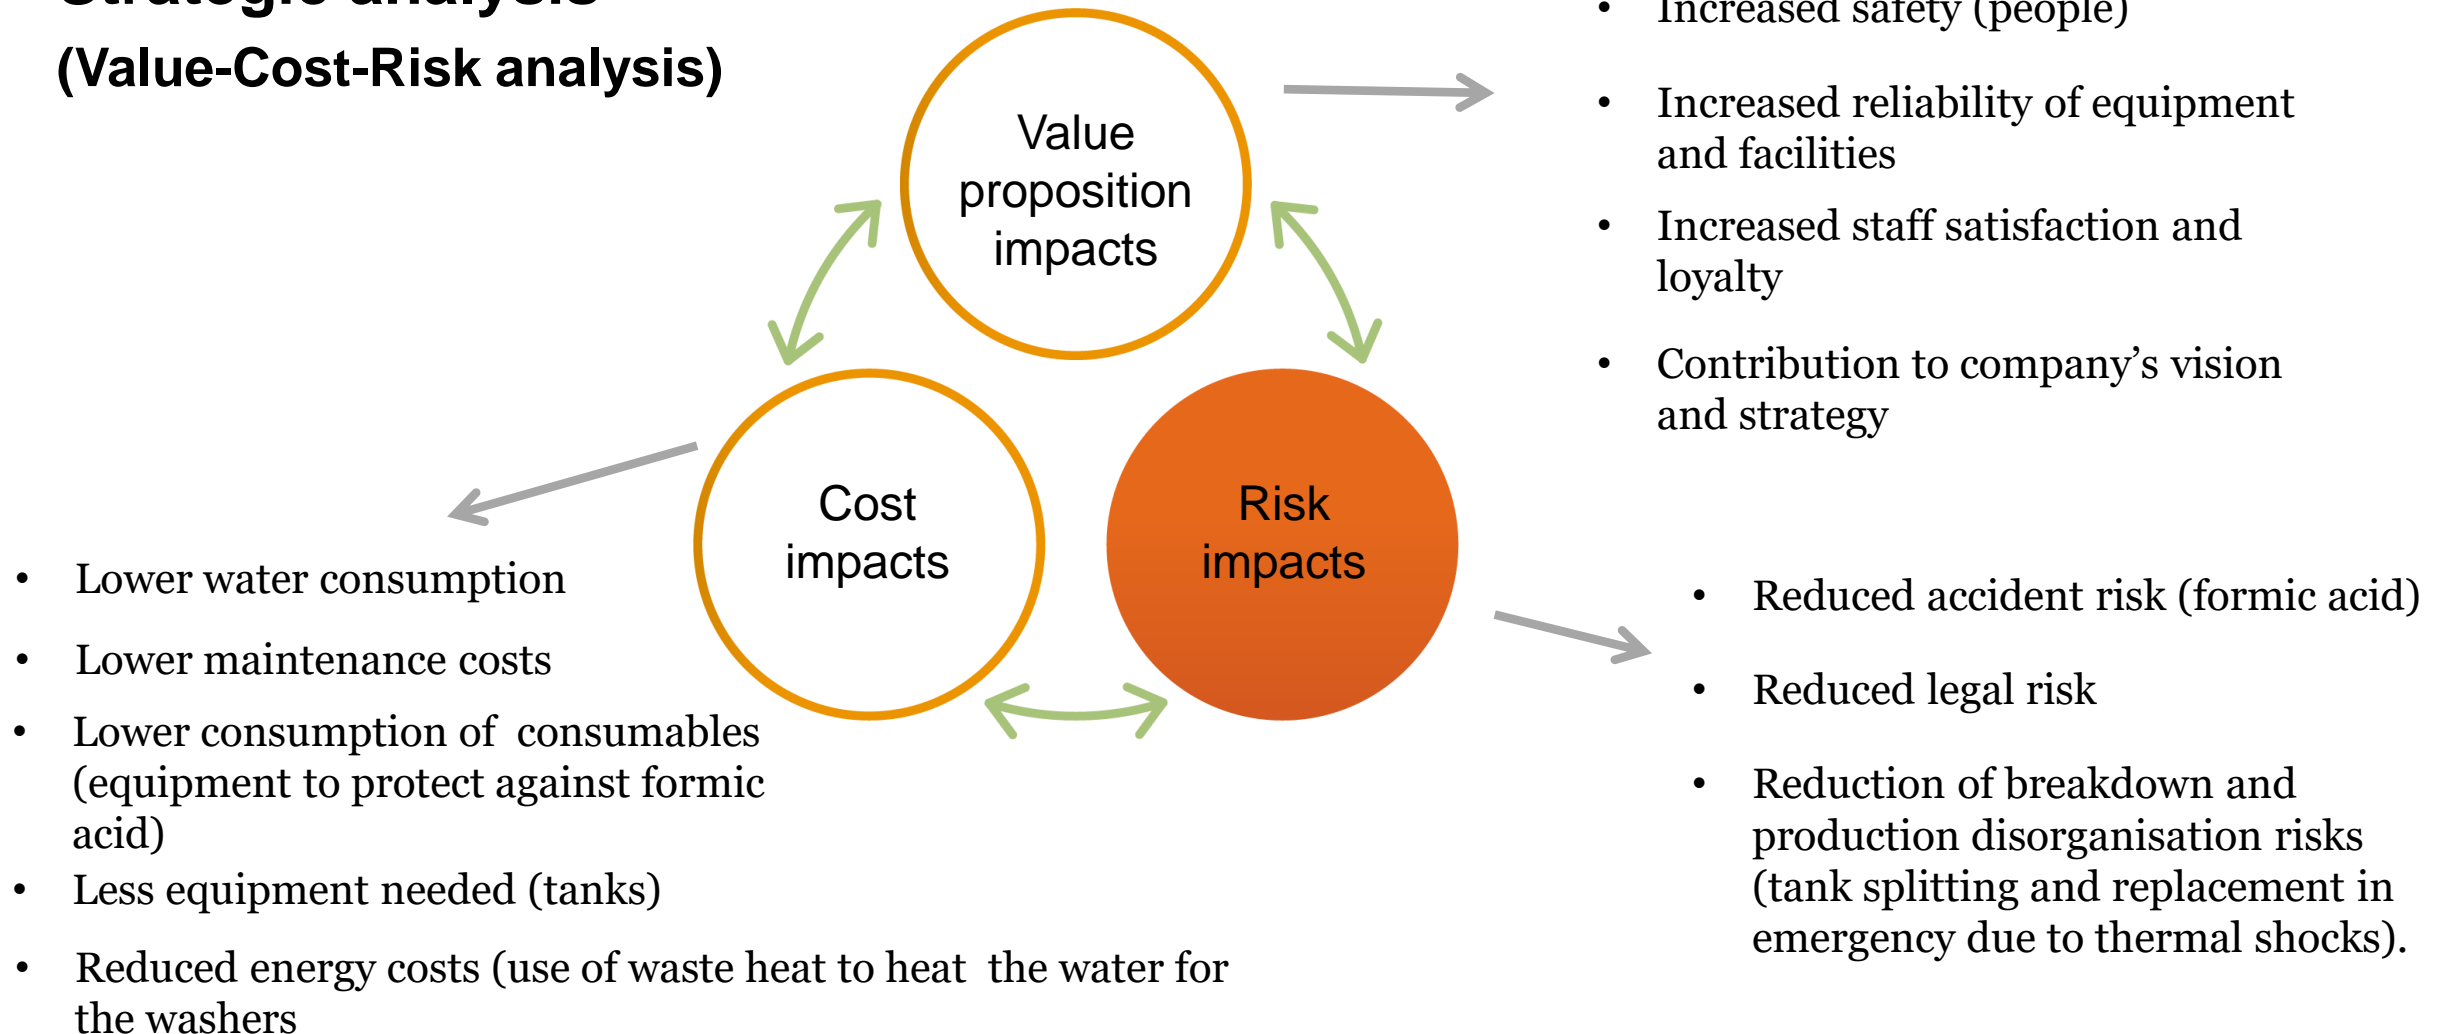 Strategic analysis
(Value-Cost-Risk analysis)
Value
proposition
impacts
• Increased safety (people)
• Increased reliability of equipment
and facilities
• Increased staff satisfaction and
loyalty
• Contribution to company’s vision
and strategy
Cost
impacts
• Lower water consumption
• Lower maintenance costs
• Lower consumption of  consumables
(equipment to protect against formic
acid)
• Less equipment needed (tanks)
• Reduced energy costs (use of waste heat to heat  the water for
the washers
Risk
impacts
• Reduced accident risk (formic acid)
• Reduced legal risk
• Reduction of breakdown and
production disorganisation risks
(tank splitting and replacement in
emergency due to thermal shocks).